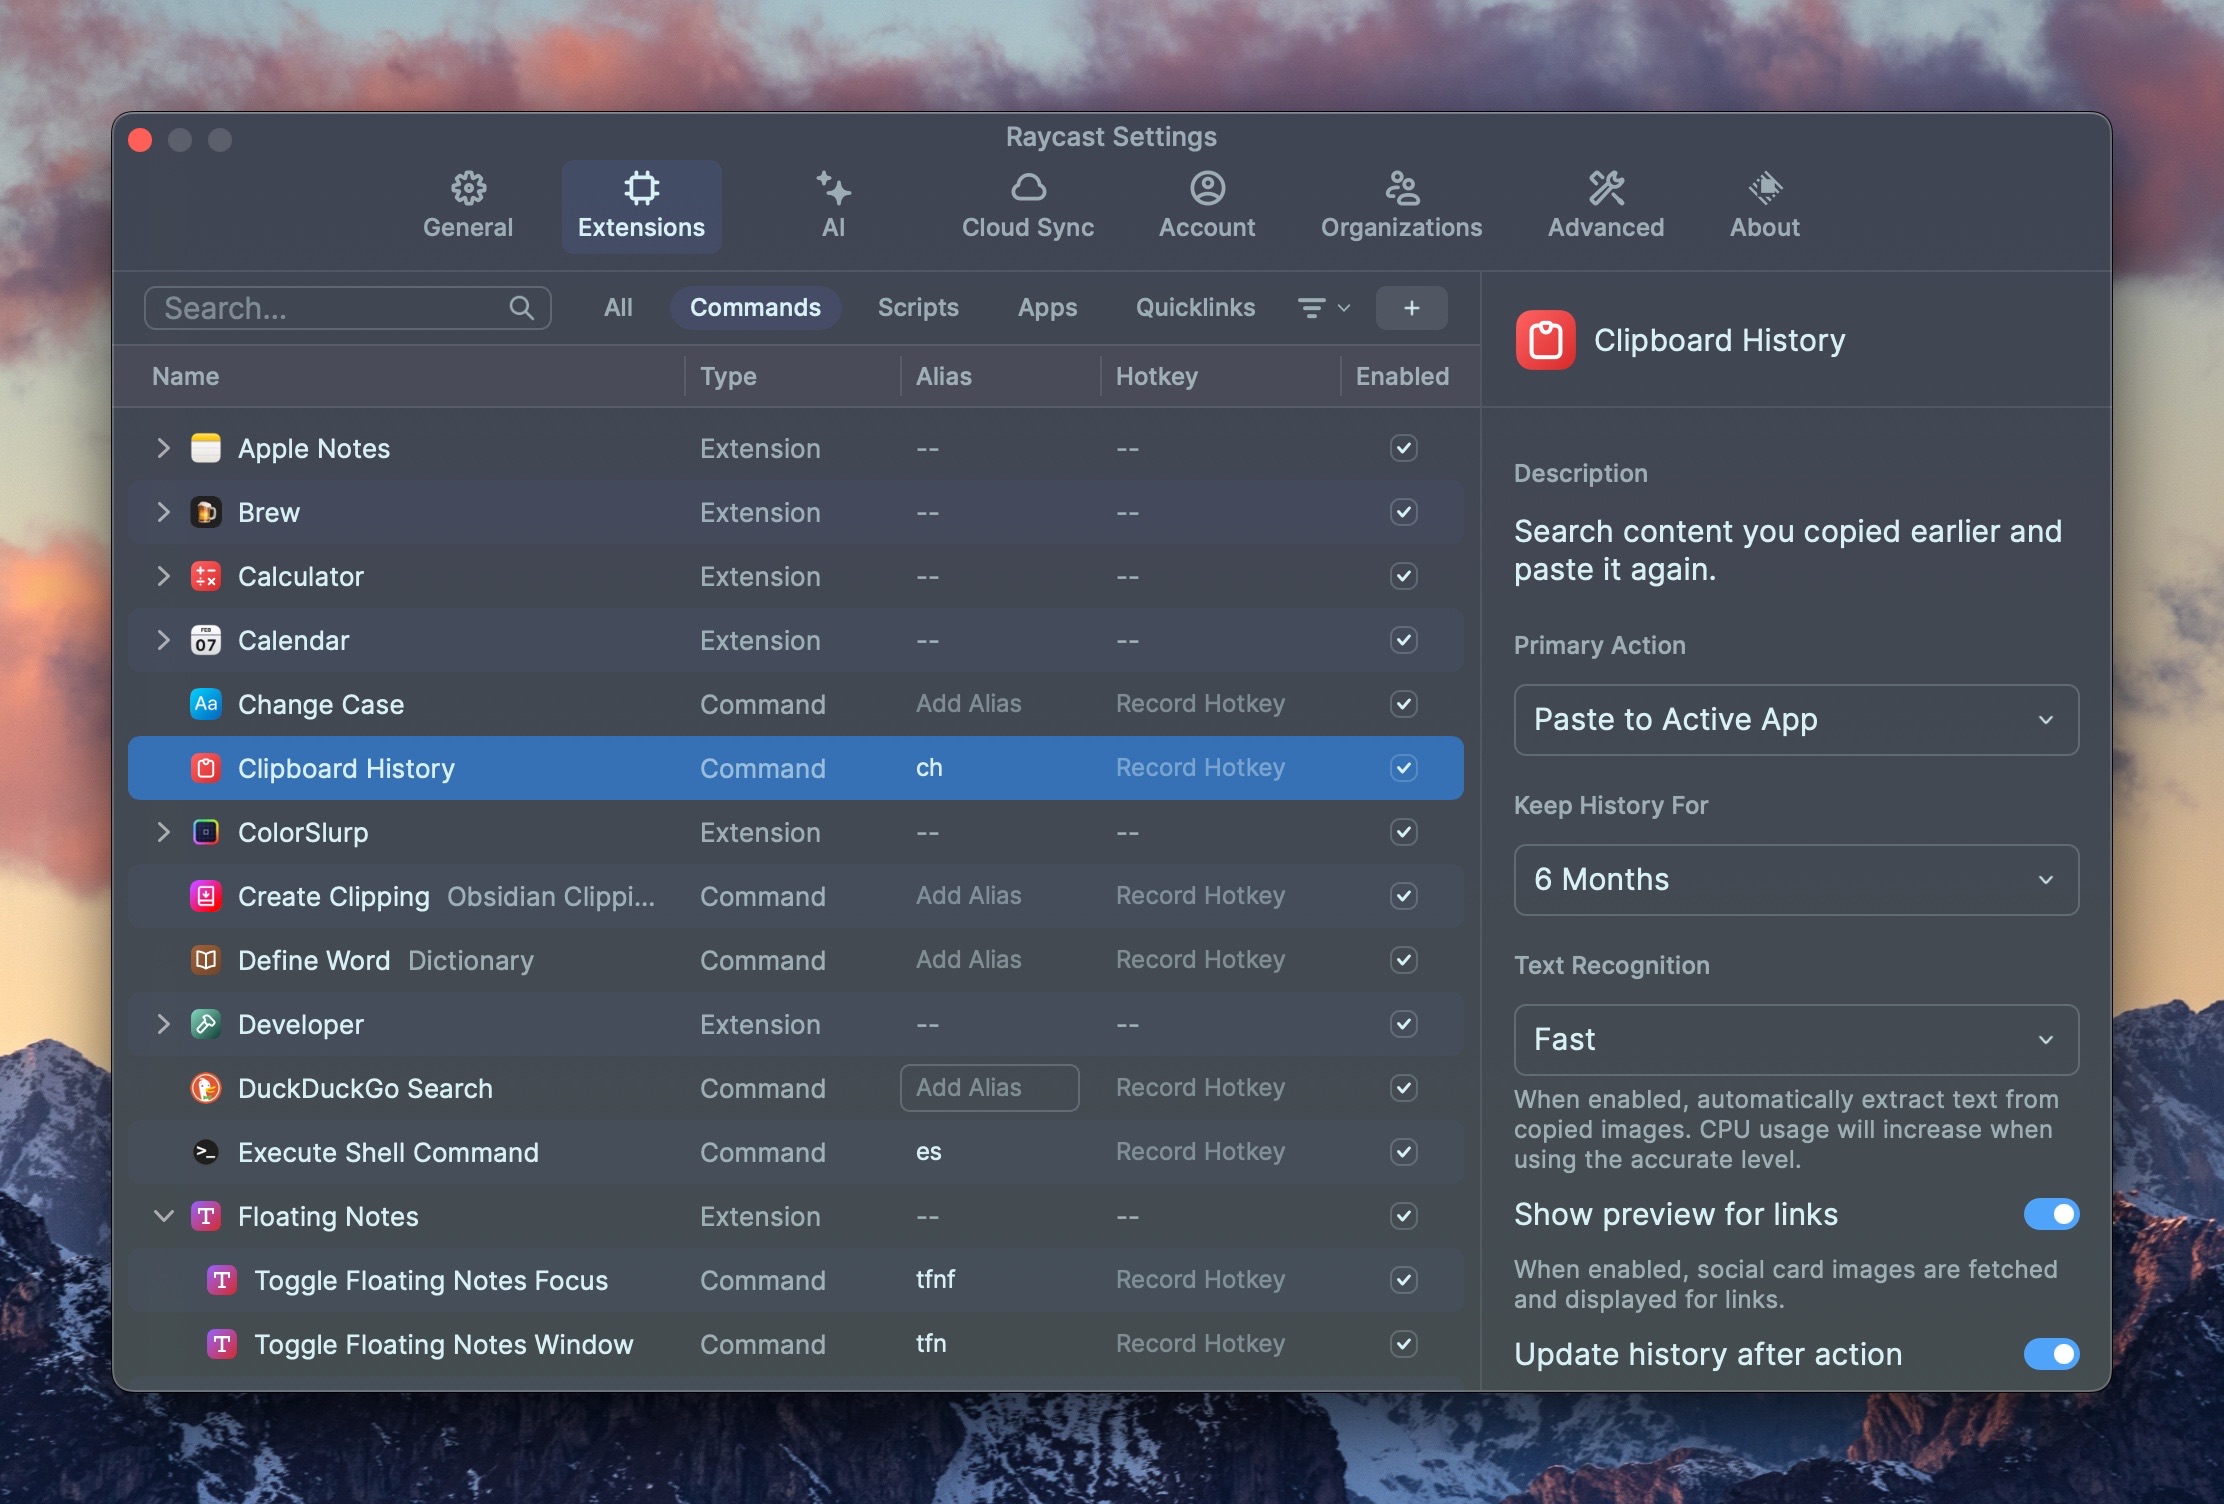 Raycast Settings
General
Extensions
AI
Cloud Sync
Account
Organizations
Advanced
About
Search...
All
Commands
Scripts
Apps
Quicklinks
+
Name Type Alias Hotkey Enabled
Apple Notes Extension -- --
Brew Extension -- --
Calculator Extension -- --
FEB
07
Calendar Extension -- --
Aa Change Case Command Add Alias Record Hotkey
Clipboard History Command ch Record Hotkey
ColorSlurp Extension -- --
Create Clipping Obsidian Clippi... Command Add Alias Record Hotkey
Define Word Dictionary Command Add Alias Record Hotkey
Developer Extension -- --
DuckDuckGo Search Command Add Alias Record Hotkey
>_ Execute Shell Command Command es Record Hotkey
T Floating Notes Extension -- --
T Toggle Floating Notes Focus Command tfnf Record Hotkey
T Toggle Floating Notes Window Command tfn Record Hotkey
Clipboard History
Description
Search content you copied earlier and
paste it again.
Primary Action
Paste to Active App
Keep History For
6 Months
Text Recognition
Fast
When enabled, automatically extract text from
copied images. CPU usage will increase when
using the accurate level.
Show preview for links
When enabled, social card images are fetched
and displayed for links.
Update history after action